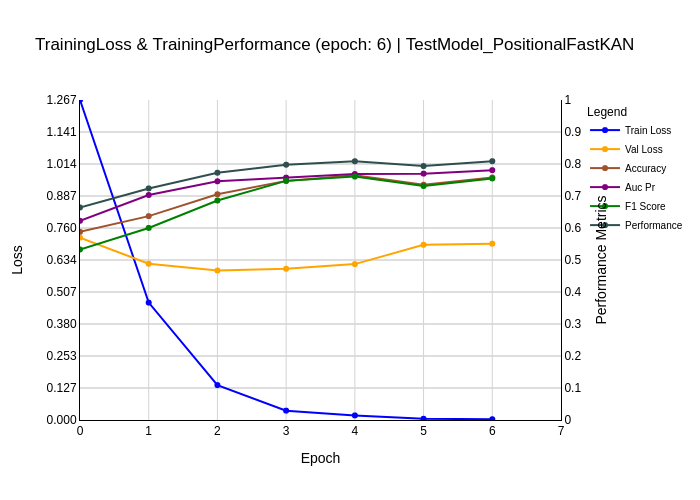 TrainingLoss & TrainingPerformance (epoch: 6) | TestModel_PositionalFastKAN
1.267
1.141
1.014
0.887
0.760
0.634
0.507
0.380
0.253
0.127
0.000
Loss
0
1
2
3
4
5
6
7
Epoch
1
0.9
0.8
0.7
0.6
0.5
0.4
0.3
0.2
0.1
0
Performance Metrics
Legend
Train Loss
Val Loss
Accuracy
Auc Pr
F1 Score
Performance